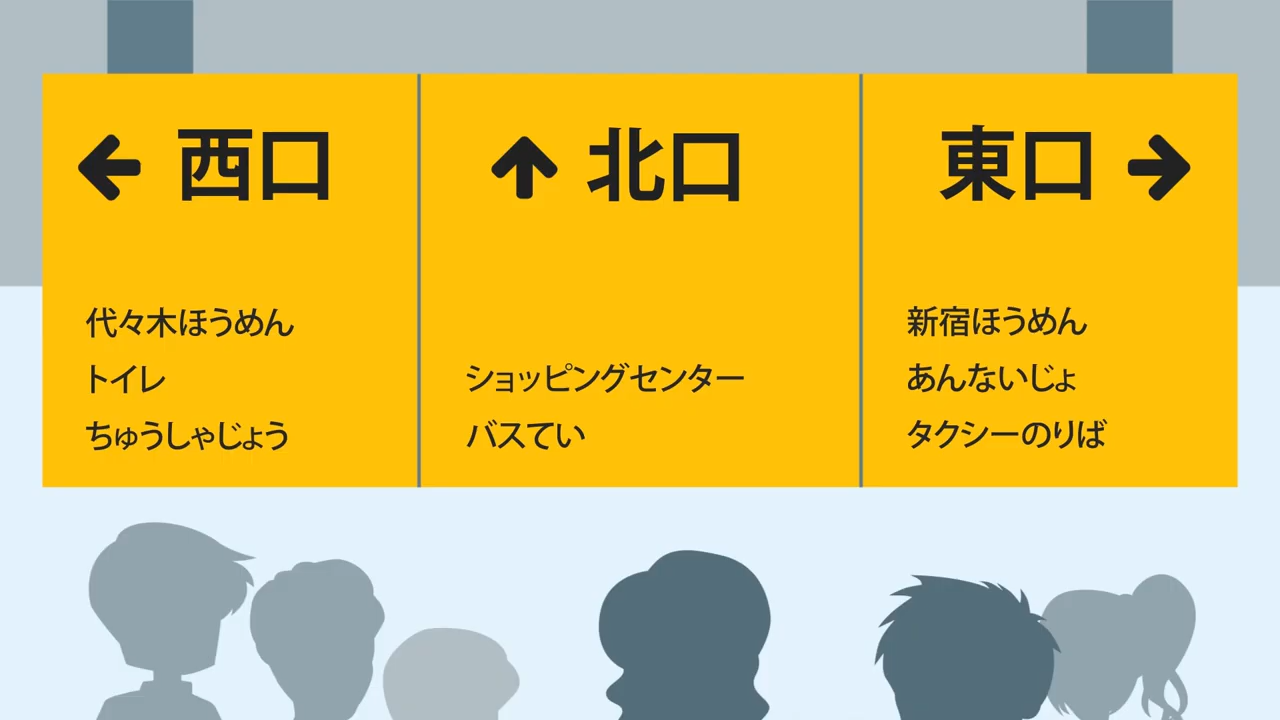 ← 西口
代々木ほうめん
トイレ
ちゅうしゃじょう
↑ 北口
ショッピングセンター
バスてい
東口 →
新宿ほうめん
あんないじょ
タクシーのりば